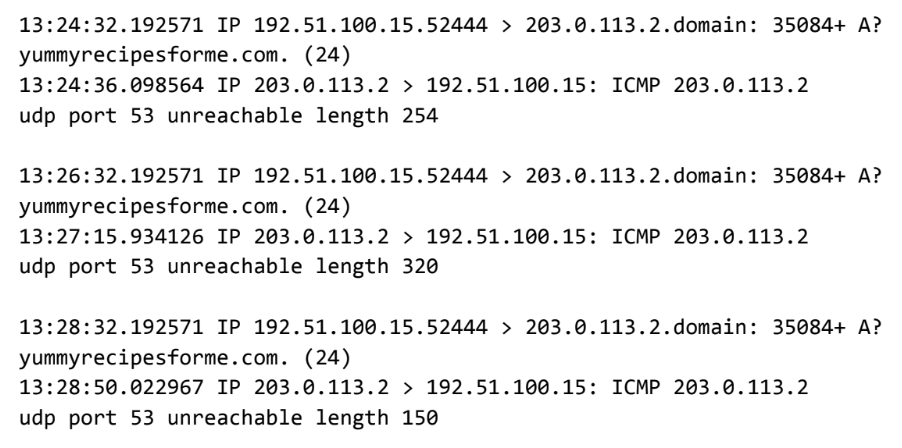 13:24:32.192571 IP 192.51.100.15.52444 > 203.0.113.2.domain: 35084+ A?
yummyrecipesforme.com. (24)
13:24:36.098564 IP 203.0.113.2 > 192.51.100.15: ICMP 203.0.113.2
udp port 53 unreachable length 254
13:26:32.192571 IP 192.51.100.15.52444 > 203.0.113.2.domain: 35084+ A?
yummyrecipesforme.com. (24)
13:27:15.934126 IP 203.0.113.2 > 192.51.100.15: ICMP 203.0.113.2
udp port 53 unreachable length 320
13:28:32.192571 IP 192.51.100.15.52444 > 203.0.113.2.domain: 35084+ A?
yummyrecipesforme.com. (24)
13:28:50.022967 IP 203.0.113.2 > 192.51.100.15: ICMP 203.0.113.2
udp port 53 unreachable length 150